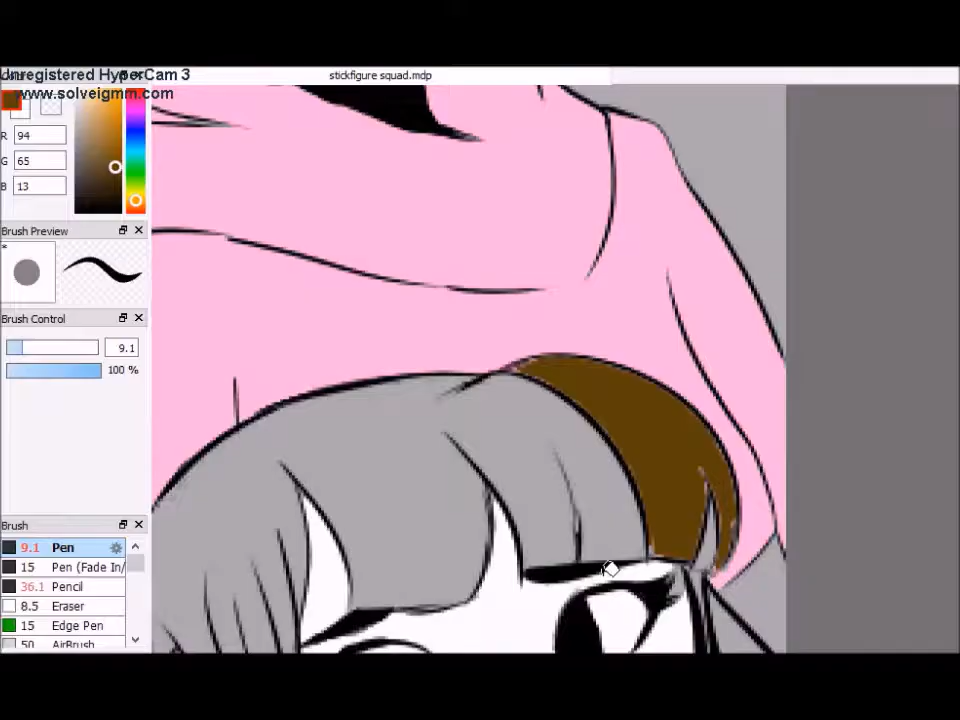 Unregistered HyperCam 3
www.solveigmm.com
stickfigure squad.mdp
R 94
G 65
B 13
Brush Preview
*
Brush Control
9.1
100 %
Brush
9.1 Pen
15 Pen (Fade In/
36.1 Pencil
8.5 Eraser
15 Edge Pen
50 AirBrush